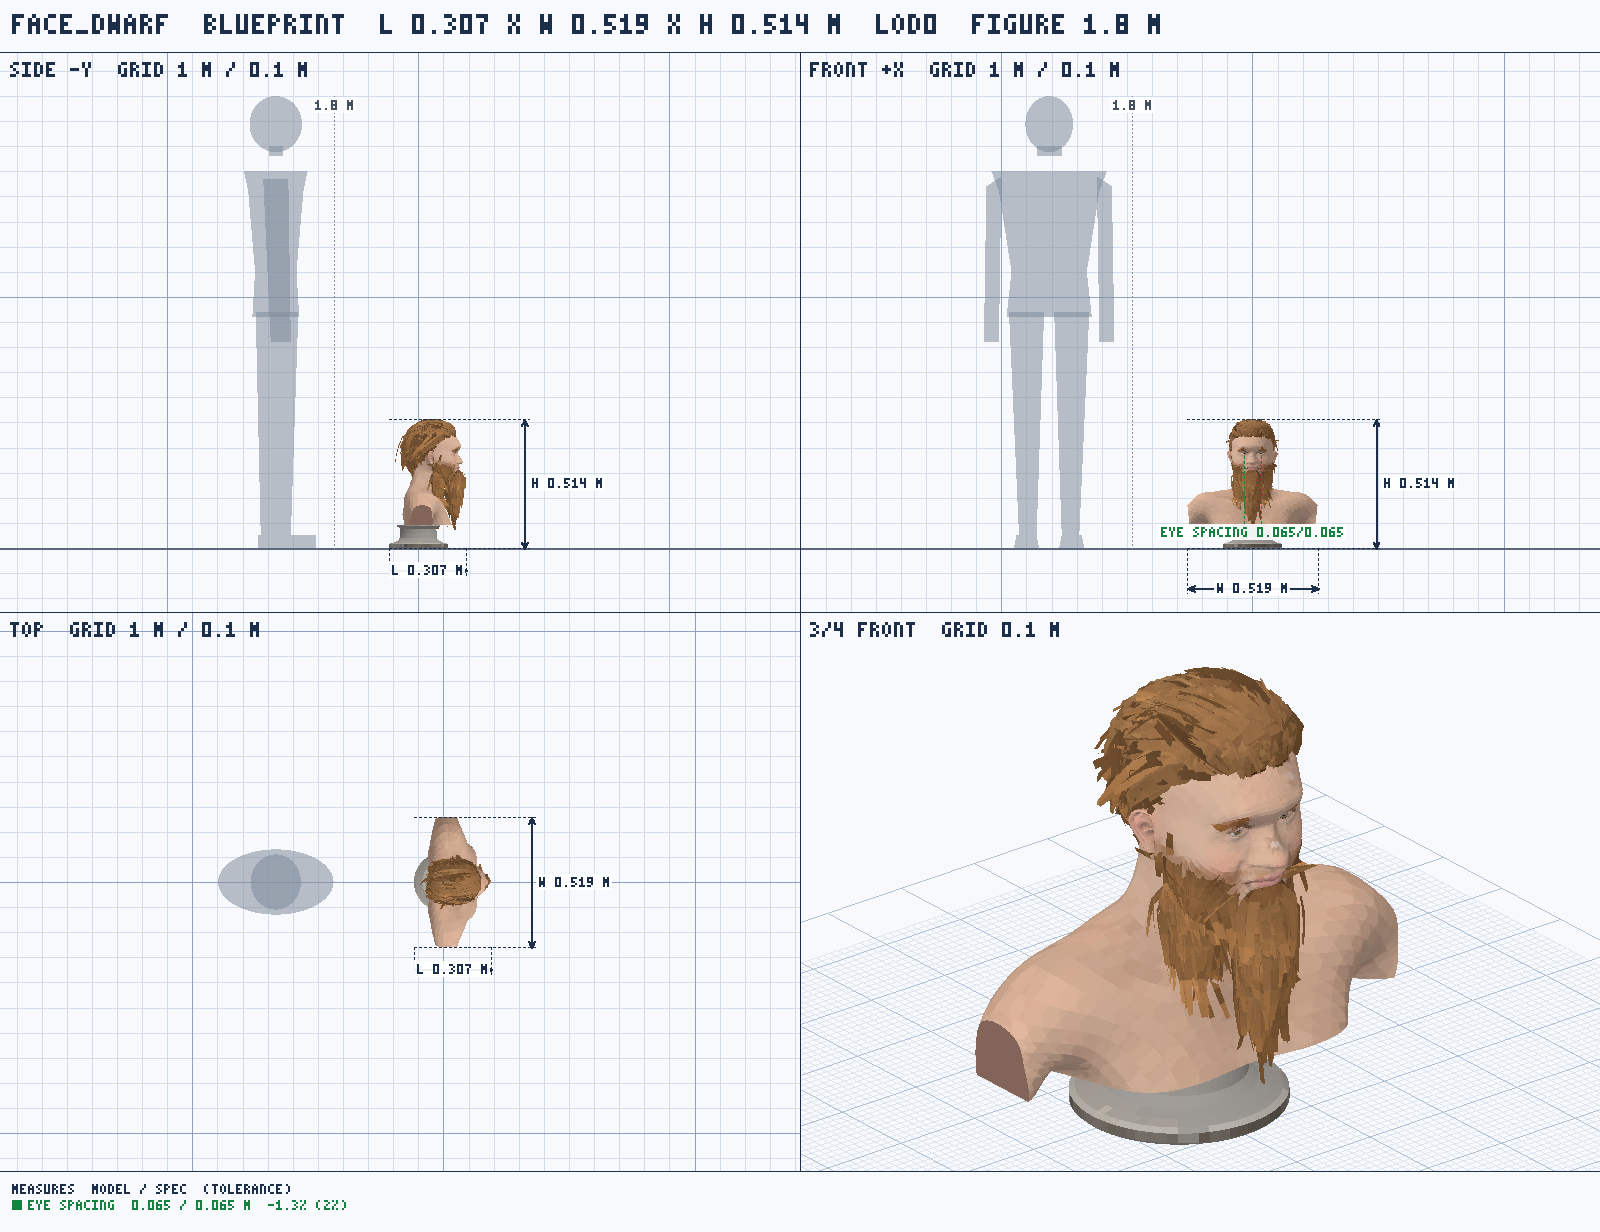 FACE_DWARF BLUEPRINT L 0.307 X W 0.519 X H 0.514 M LOD0 FIGURE 1.8 M
SIDE -Y GRID 1 M / 0.1 M
1.8 M
H 0.514 M
L 0.307 M
FRONT +X GRID 1 M / 0.1 M
1.8 M
H 0.514 M
EYE SPACING 0.065/0.065
W 0.519 M
TOP GRID 1 M / 0.1 M
W 0.519 M
L 0.307 M
3/4 FRONT GRID 0.1 M
MEASURES MODEL / SPEC (TOLERANCE)
EYE SPACING 0.065 / 0.065 M -1.3% (2%)